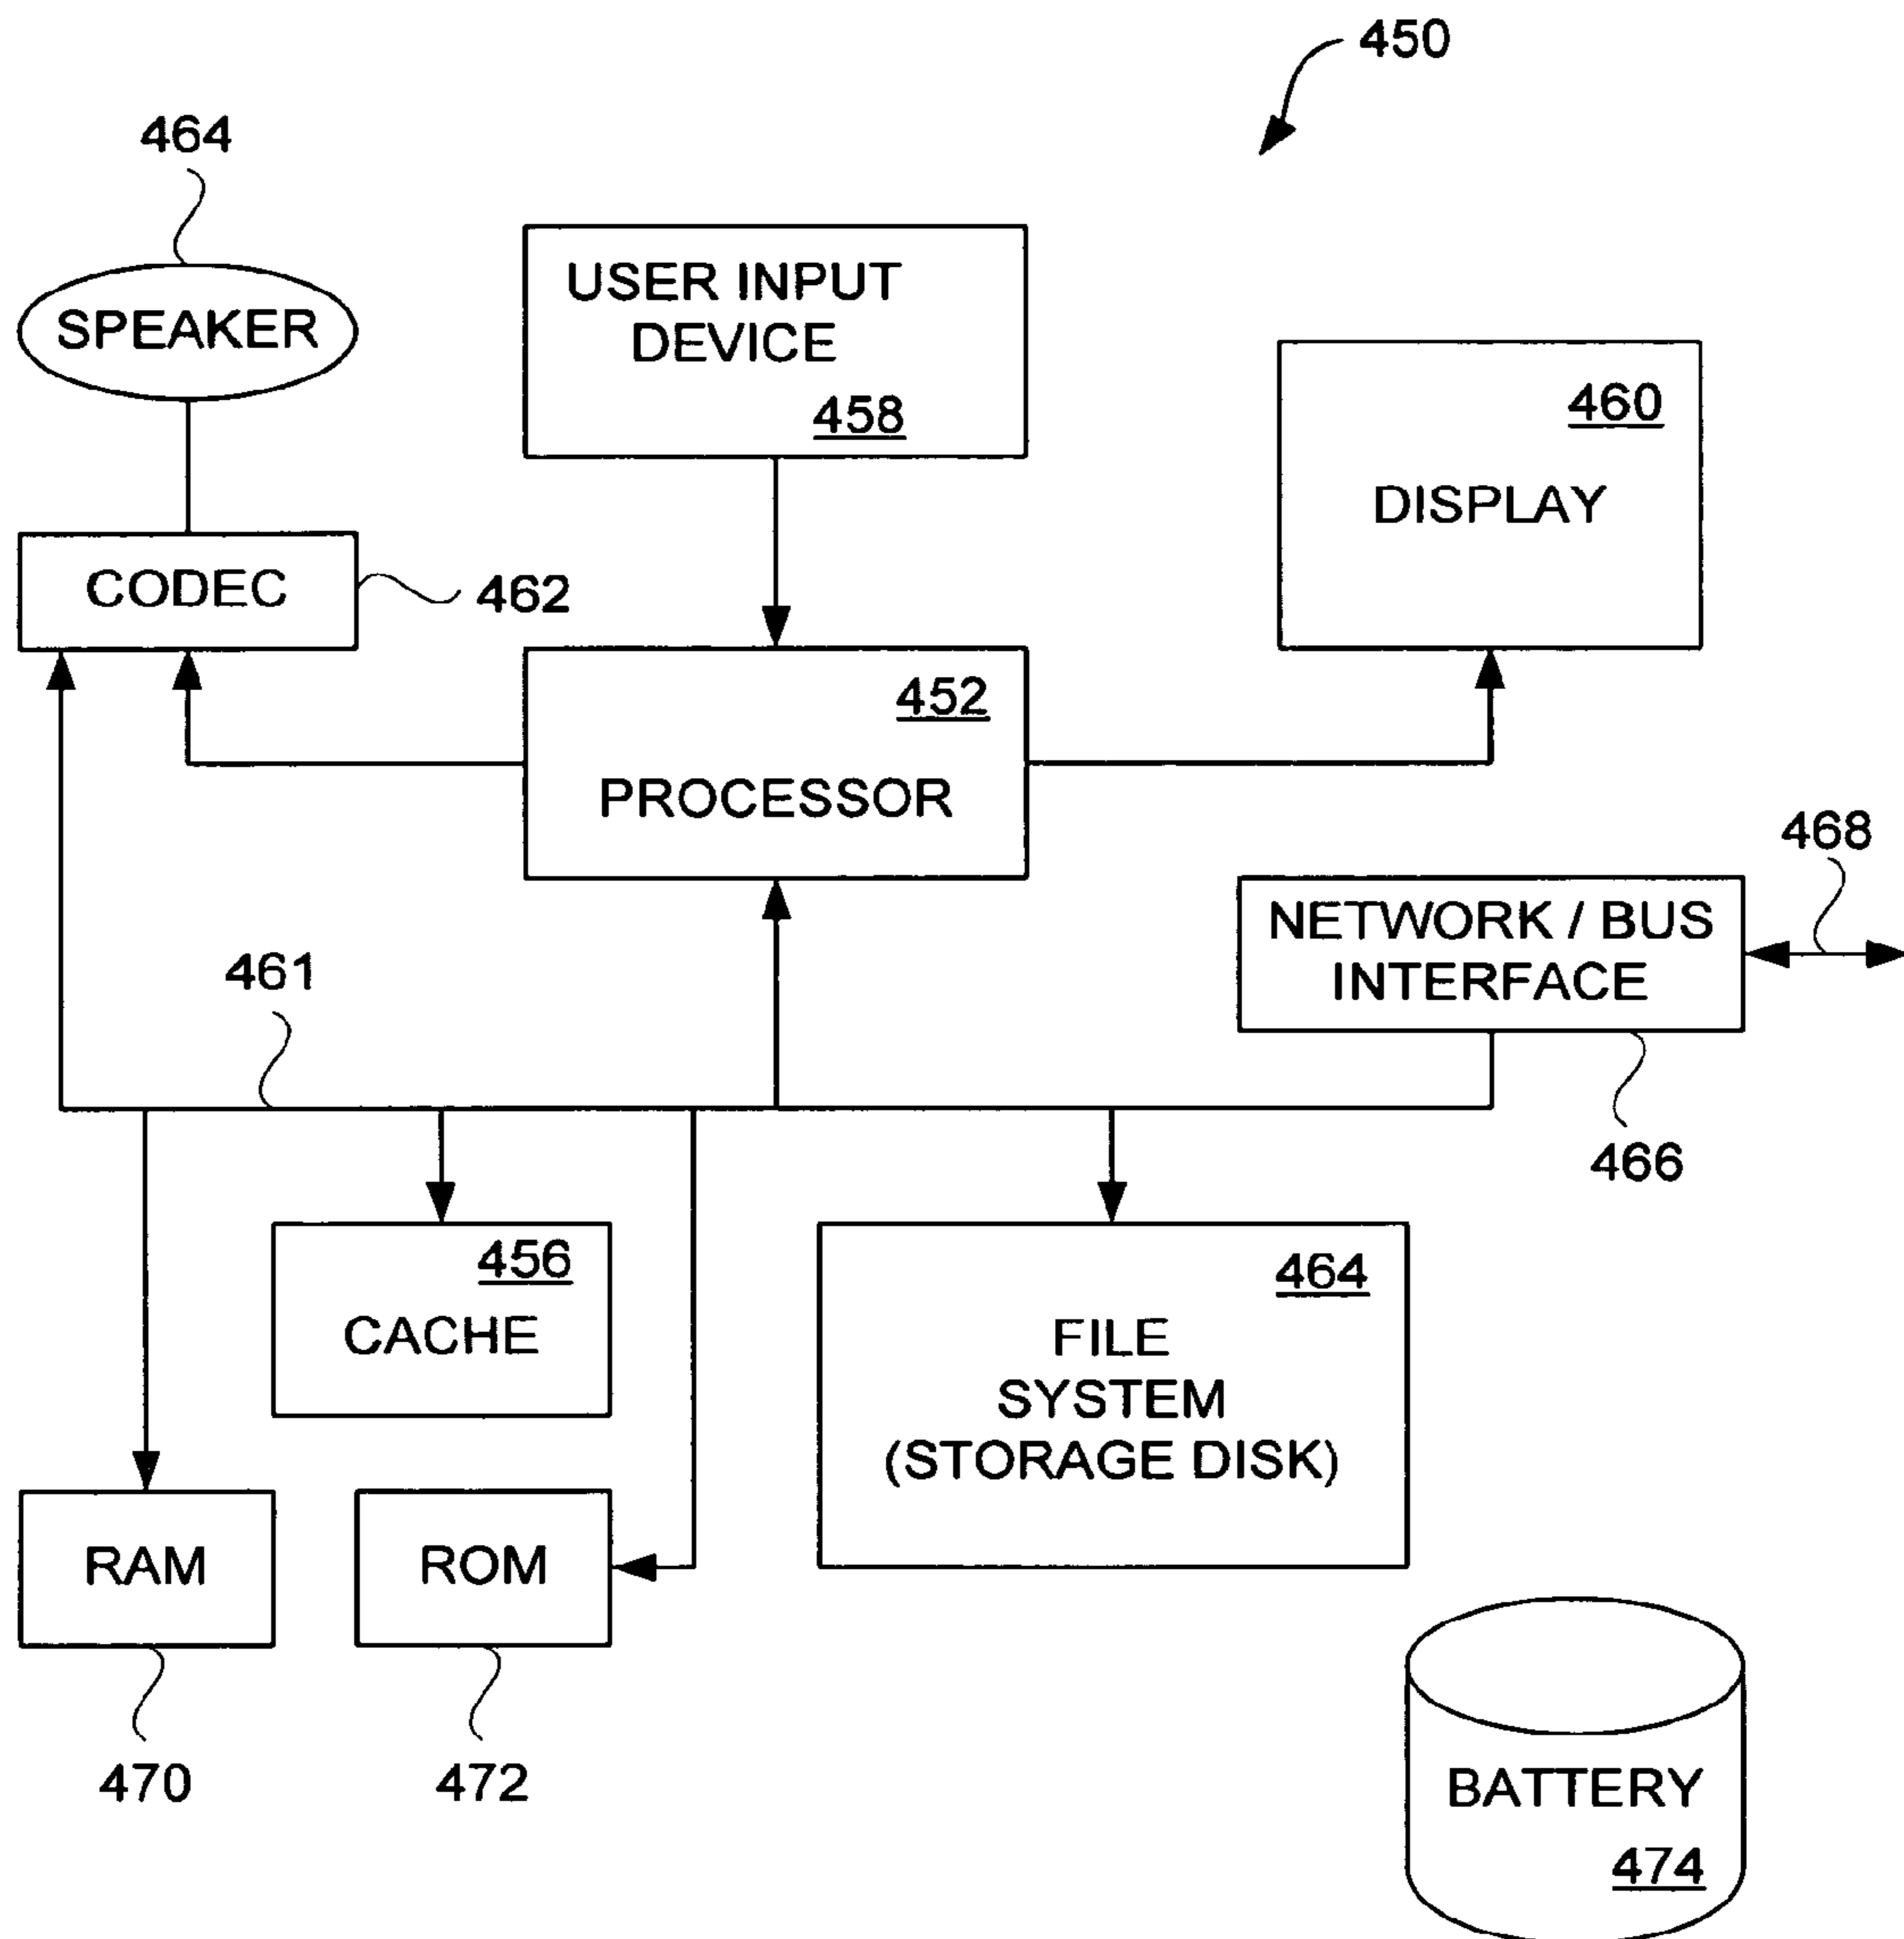 450
464
SPEAKER
USER INPUT
DEVICE
458
460
DISPLAY
CODEC
462
452
PROCESSOR
468
NETWORK / BUS
INTERFACE
461
466
456
CACHE
464
FILE
SYSTEM
(STORAGE DISK)
RAM
ROM
470
472
BATTERY
474